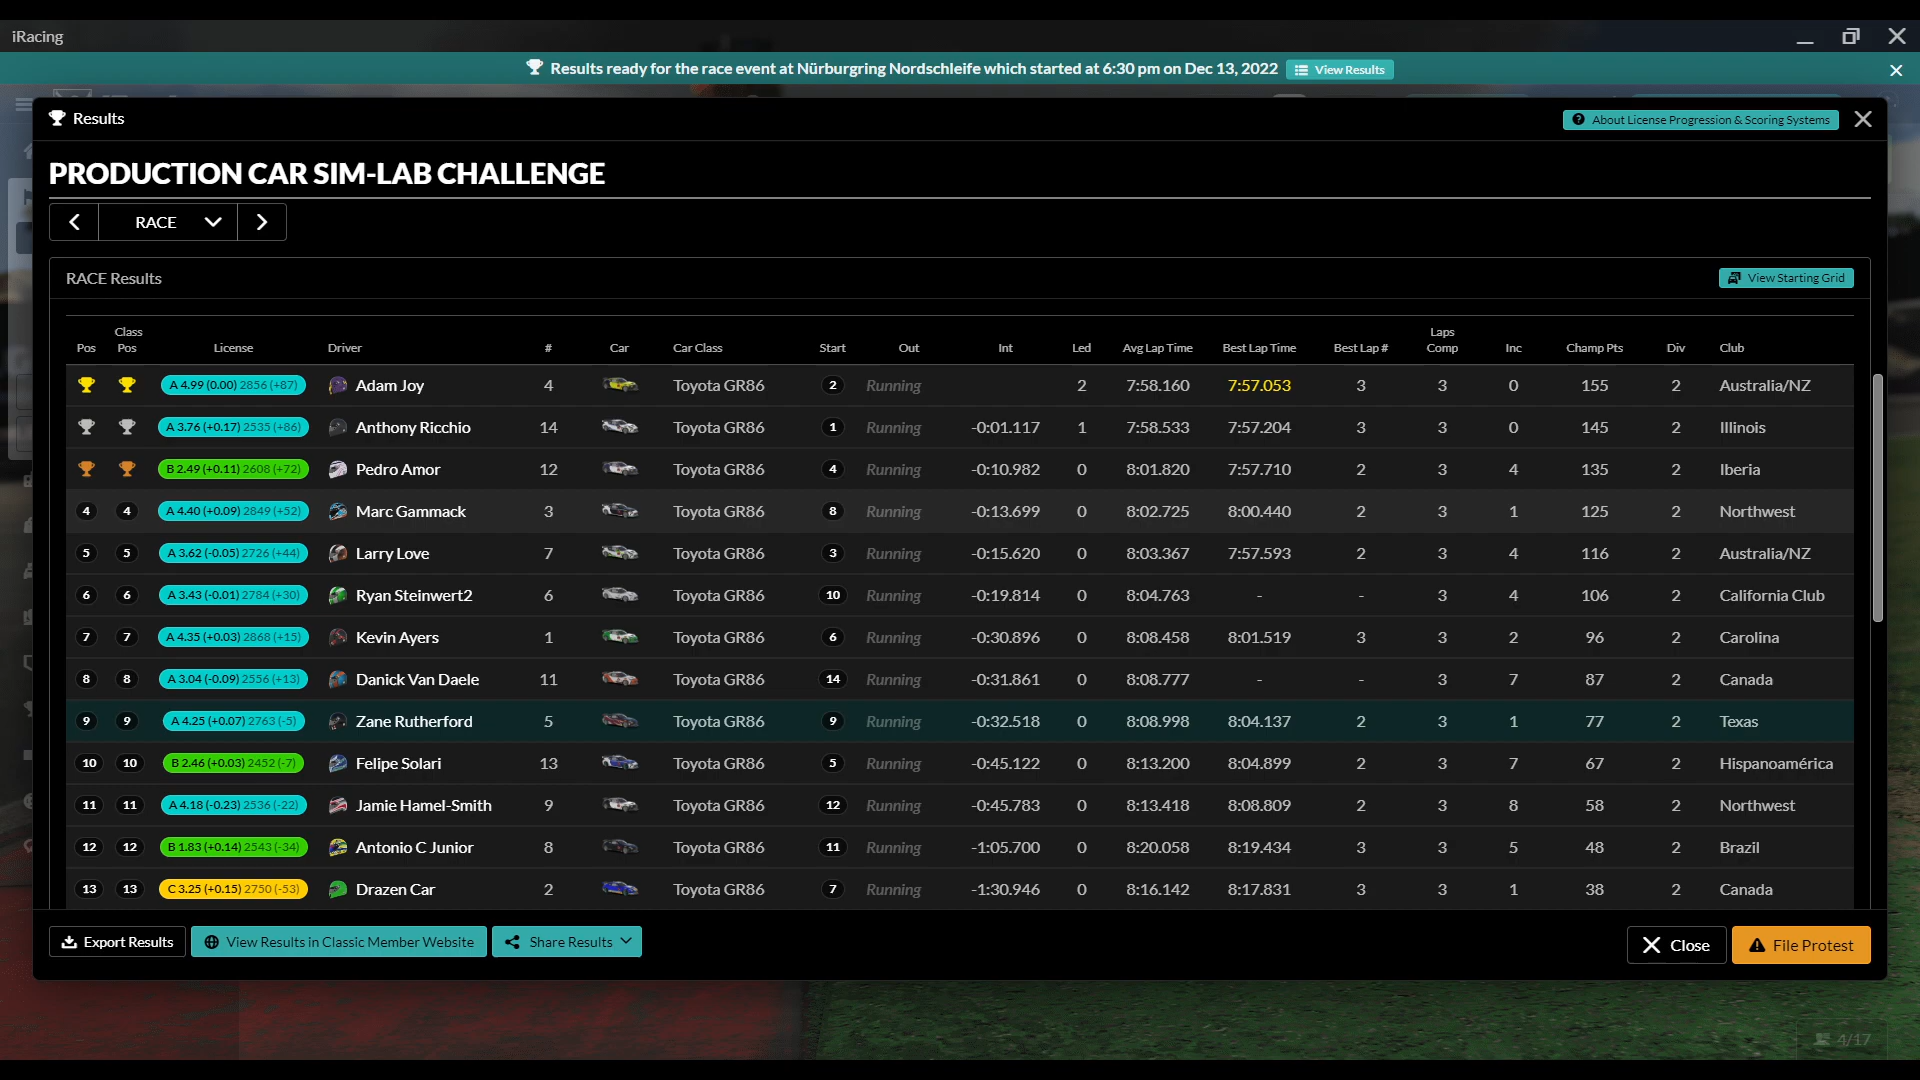 iRacing
Results ready for the race event at Nürburgring Nordschleife which started at 6:30 pm on Dec 13, 2022 View Results
Results About License Progression & Scoring Systems
PRODUCTION CAR SIM-LAB CHALLENGE
RACE
RACE Results View Starting Grid
Pos Class Pos License Driver # Car Car Class Start Out Int Led Avg Lap Time Best Lap Time Best Lap # Laps Comp Inc Champ Pts Div Club
A 4.99 (0.00) 2856 (+87) Adam Joy 4 Toyota GR86 2 Running 2 7:58.160 7:57.053 3 3 0 155 2 Australia/NZ
A 3.76 (+0.17) 2535 (+86) Anthony Ricchio 14 Toyota GR86 1 Running -0:01.117 1 7:58.533 7:57.204 3 3 0 145 2 Illinois
B 2.49 (+0.11) 2608 (+72) Pedro Amor 12 Toyota GR86 4 Running -0:10.982 0 8:01.820 7:57.710 2 3 4 135 2 Iberia
4 4 A 4.40 (+0.09) 2849 (+52) Marc Gammack 3 Toyota GR86 8 Running -0:13.699 0 8:02.725 8:00.440 2 3 1 125 2 Northwest
5 5 A 3.62 (-0.05) 2726 (+44) Larry Love 7 Toyota GR86 3 Running -0:15.620 0 8:03.367 7:57.593 2 3 4 116 2 Australia/NZ
6 6 A 3.43 (-0.01) 2784 (+30) Ryan Steinwert2 6 Toyota GR86 10 Running -0:19.814 0 8:04.763 - - 3 4 106 2 California Club
7 7 A 4.35 (+0.03) 2868 (+15) Kevin Ayers 1 Toyota GR86 6 Running -0:30.896 0 8:08.458 8:01.519 3 3 2 96 2 Carolina
8 8 A 3.04 (-0.09) 2556 (+13) Danick Van Daele 11 Toyota GR86 14 Running -0:31.861 0 8:08.777 - - 3 7 87 2 Canada
9 9 A 4.25 (+0.07) 2763 (-5) Zane Rutherford 5 Toyota GR86 9 Running -0:32.518 0 8:08.998 8:04.137 2 3 1 77 2 Texas
10 10 B 2.46 (+0.03) 2452 (-7) Felipe Solari 13 Toyota GR86 5 Running -0:45.122 0 8:13.200 8:04.899 2 3 7 67 2 Hispanoamérica
11 11 A 4.18 (-0.23) 2536 (-22) Jamie Hamel-Smith 9 Toyota GR86 12 Running -0:45.783 0 8:13.418 8:08.809 2 3 8 58 2 Northwest
12 12 B 1.83 (+0.14) 2543 (-34) Antonio C Junior 8 Toyota GR86 11 Running -1:05.700 0 8:20.058 8:19.434 3 3 5 48 2 Brazil
13 13 C 3.25 (+0.15) 2750 (-53) Drazen Car 2 Toyota GR86 7 Running -1:30.946 0 8:16.142 8:17.831 3 3 1 38 2 Canada
Export Results View Results in Classic Member Website Share Results Close File Protest
4/17